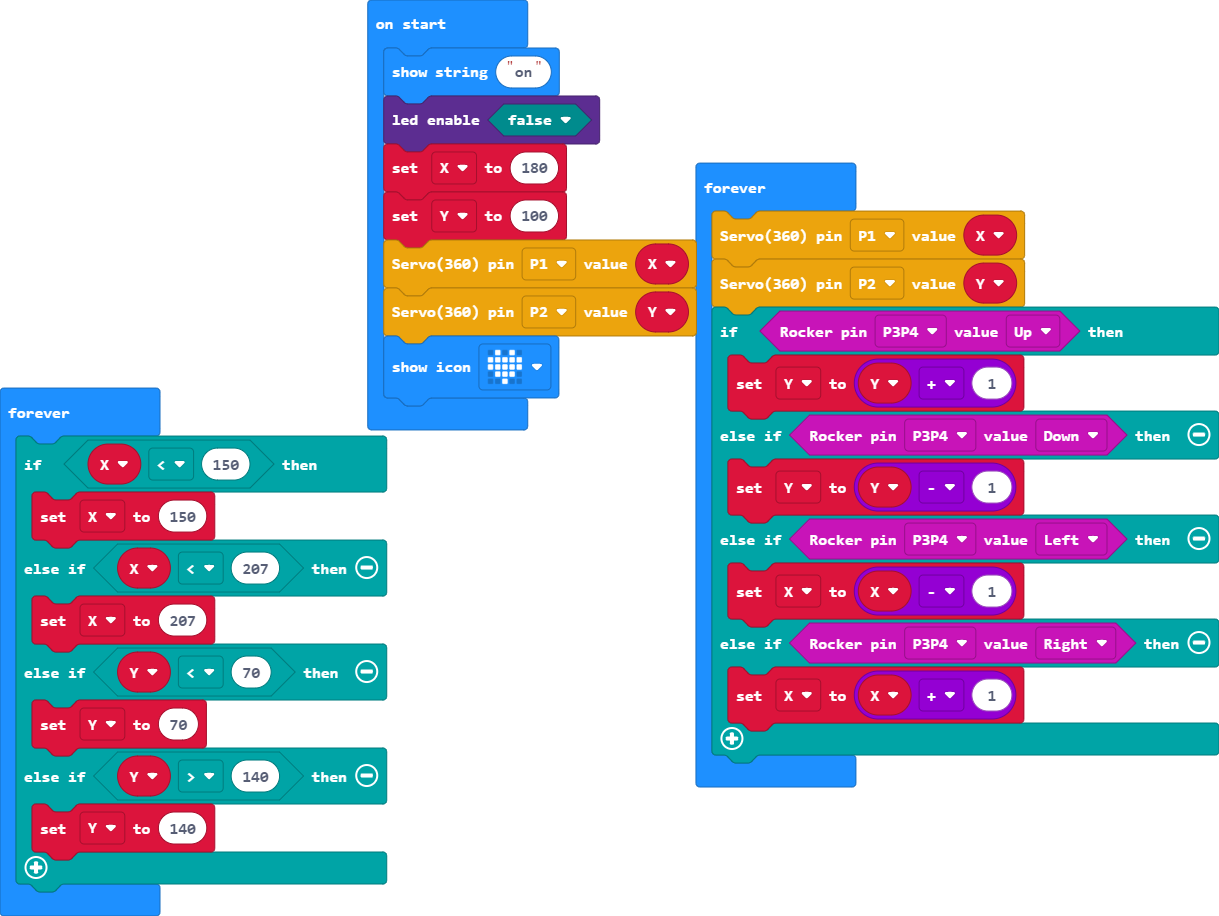 on start
show string "on"
led enable false
set X to 180
set Y to 100
Servo(360) pin P1 value X
Servo(360) pin P2 value Y
show icon
forever
Servo(360) pin P1 value X
Servo(360) pin P2 value Y
if Rocker pin P3P4 value Up then
set Y to Y + 1
else if Rocker pin P3P4 value Down then
set Y to Y - 1
else if Rocker pin P3P4 value Left then
set X to X - 1
else if Rocker pin P3P4 value Right then
set X to X + 1
forever
if X < 150 then
set X to 150
else if X < 207 then
set X to 207
else if Y < 70 then
set Y to 70
else if Y > 140 then
set Y to 140